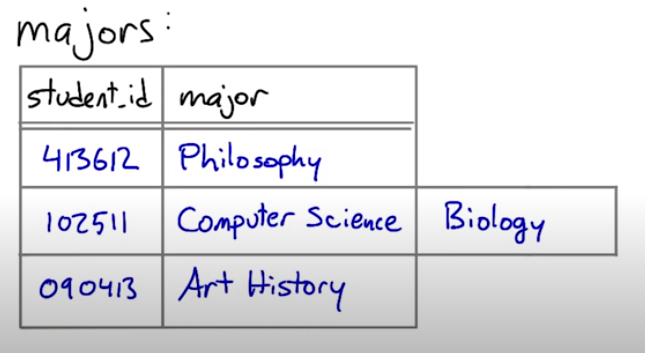 majors:
student_id major
413612 Philosophy
102511 Computer Science Biology
090413 Art History